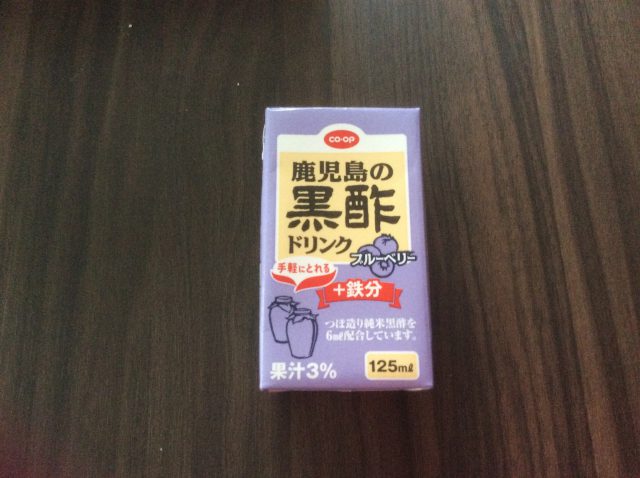 CO-OP
鹿児島の
黒酢
ドリンク
ブルーベリー
手軽にとれる
+鉄分
つぼ造り純米黒酢を
6ml配合しています。
果汁3%
125ml